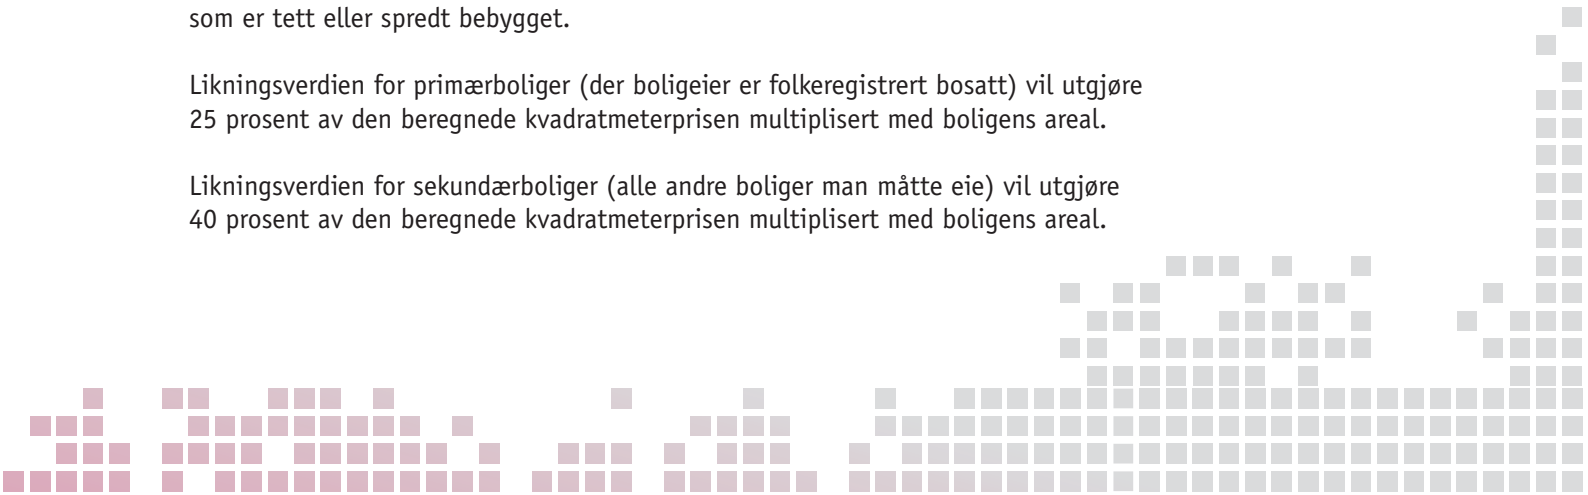 som er tett eller spredt bebygget.
Likningsverdien for primærboliger (der boligeier er folkeregistrert bosatt) vil utgjøre
25 prosent av den beregnede kvadratmeterprisen multiplisert med boligens areal.
Likningsverdien for sekundærboliger (alle andre boliger man måtte eie) vil utgjøre
40 prosent av den beregnede kvadratmeterprisen multiplisert med boligens areal.